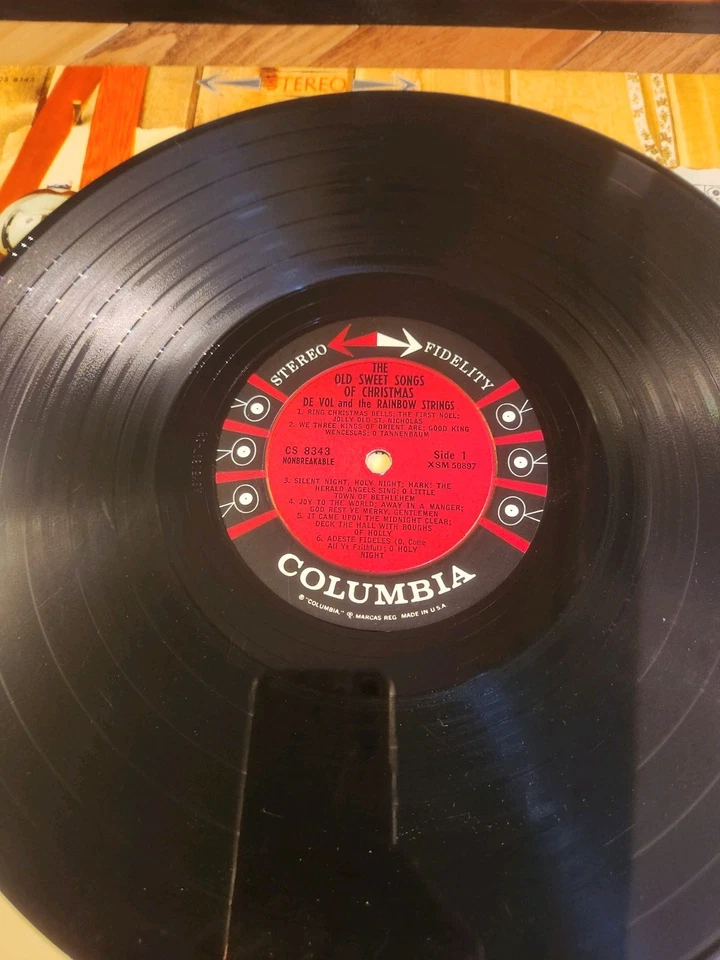 CS 8343
STEREO
STEREO FIDELITY
THE
OLD SWEET SONGS
OF CHRISTMAS
DE VOL and the RAINBOW STRINGS
1. RING CHRISTMAS BELLS; THE FIRST NOEL;
JOLLY OLD ST. NICHOLAS
2. WE THREE KINGS OF ORIENT ARE; GOOD KING
WENCESLAS; O TANNENBAUM
CS 8343 Side 1
NONBREAKABLE XSM 50897
3. SILENT NIGHT, HOLY NIGHT; HARK! THE
HERALD ANGELS SING; O LITTLE
TOWN OF BETHLEHEM
4. JOY TO THE WORLD; AWAY IN A MANGER;
GOD REST YE MERRY, GENTLEMEN
5. IT CAME UPON THE MIDNIGHT CLEAR;
DECK THE HALL WITH BOUGHS
OF HOLLY
6. ADESTE FIDELES (O, Come
All Ye Faithful); O HOLY
NIGHT
COLUMBIA
® "COLUMBIA," MARCAS REG. MADE IN U.S.A.